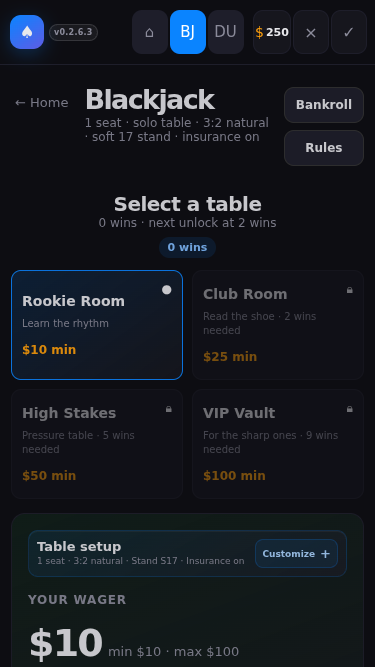 v0.2.6.3
BJ
DU
$ 250
← Home
Blackjack
1 seat · solo table · 3:2 natural
· soft 17 stand · insurance on
Bankroll
Rules
Select a table
0 wins · next unlock at 2 wins
0 wins
Rookie Room
Learn the rhythm
$10 min
Club Room
Read the shoe · 2 wins
needed
$25 min
High Stakes
Pressure table · 5 wins
needed
$50 min
VIP Vault
For the sharp ones · 9 wins
needed
$100 min
Table setup
1 seat · 3:2 natural · Stand S17 · Insurance on
Customize +
YOUR WAGER
$10 min $10 · max $100